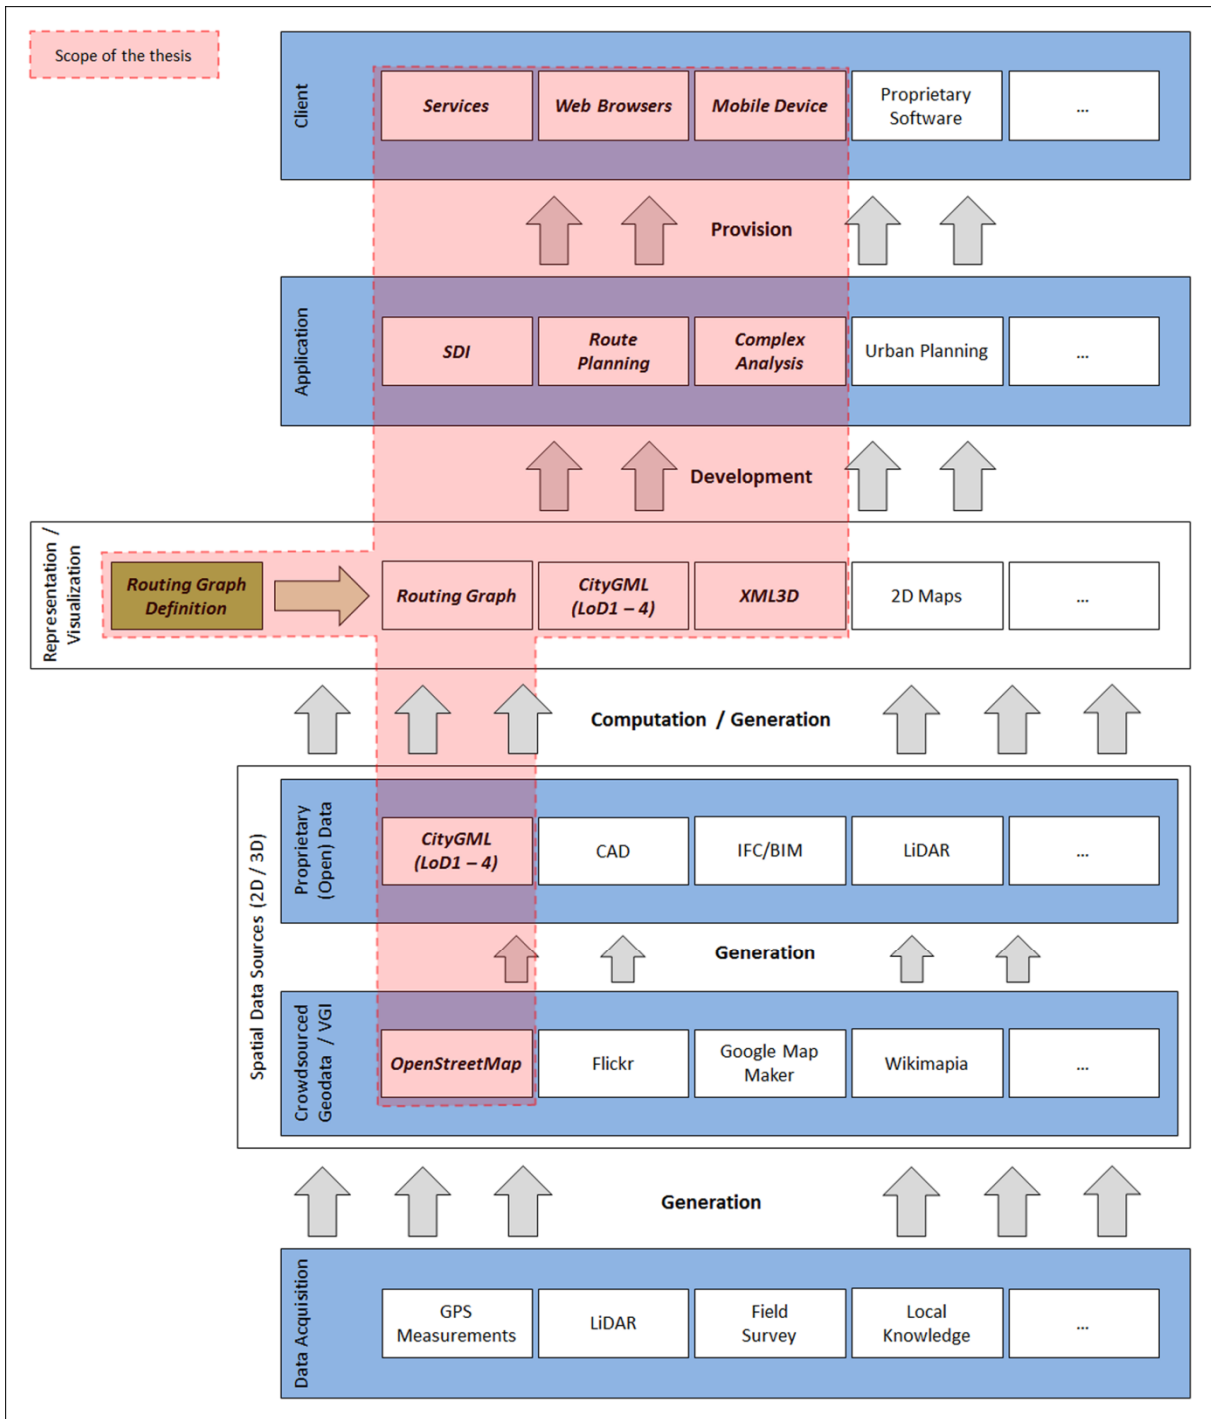 Scope of the thesis
Client
Services
Web Browsers
Mobile Device
Proprietary
Software
...
Provision
Application
SDI
Route
Planning
Complex
Analysis
Urban Planning
...
Development
Representation /
Visualization
Routing Graph
Definition
Routing Graph
CityGML
(LoD1 – 4)
XML3D
2D Maps
...
Computation / Generation
Spatial Data Sources (2D / 3D)
Proprietary
(Open) Data
CityGML
(LoD1 – 4)
CAD
IFC/BIM
LiDAR
...
Generation
Crowdsourced
Geodata / VGI
OpenStreetMap
Flickr
Google Map
Maker
Wikimapia
...
Generation
Data Acquisition
GPS
Measurements
LiDAR
Field
Survey
Local
Knowledge
...